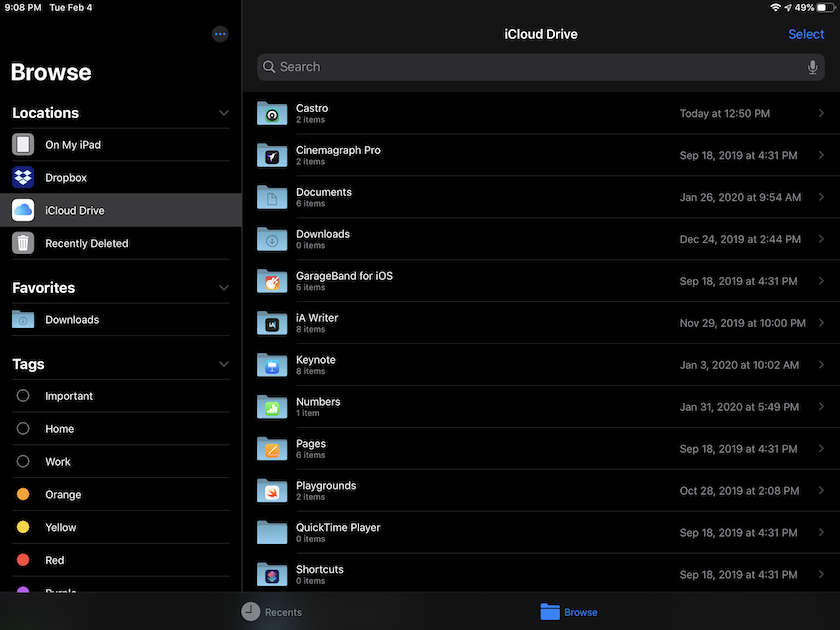 9:08 PM Tue Feb 4
49%
Browse
Locations
On My iPad
Dropbox
iCloud Drive
Recently Deleted
Favorites
Downloads
Tags
Important
Home
Work
Orange
Yellow
Red
Purple
iCloud Drive
Select
Search
Castro
2 items
Today at 12:50 PM
Cinemagraph Pro
2 items
Sep 18, 2019 at 4:31 PM
Documents
6 items
Jan 26, 2020 at 9:54 AM
Downloads
0 items
Dec 24, 2019 at 2:44 PM
GarageBand for iOS
5 items
Sep 18, 2019 at 4:31 PM
iA Writer
8 items
Nov 29, 2019 at 10:00 PM
Keynote
8 items
Jan 3, 2020 at 10:02 AM
Numbers
1 item
Jan 31, 2020 at 5:49 PM
Pages
6 items
Sep 18, 2019 at 4:31 PM
Playgrounds
2 items
Oct 28, 2019 at 2:08 PM
QuickTime Player
0 items
Sep 18, 2019 at 4:31 PM
Shortcuts
0 items
Sep 18, 2019 at 4:31 PM
Recents
Browse